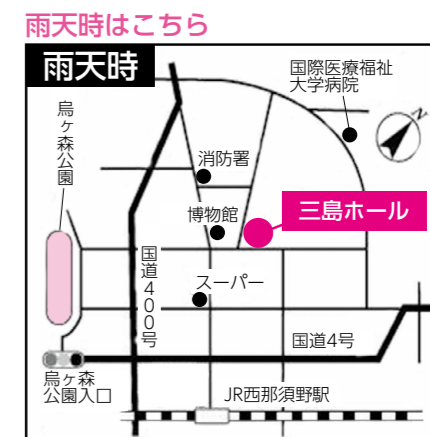 雨天時はこちら
雨天時
国際医療福祉
大学病院
烏ヶ森公園
消防署
N
博物館
三島ホール
国道400号
スーパー
国道4号
烏ヶ森
公園入口
JR西那須野駅